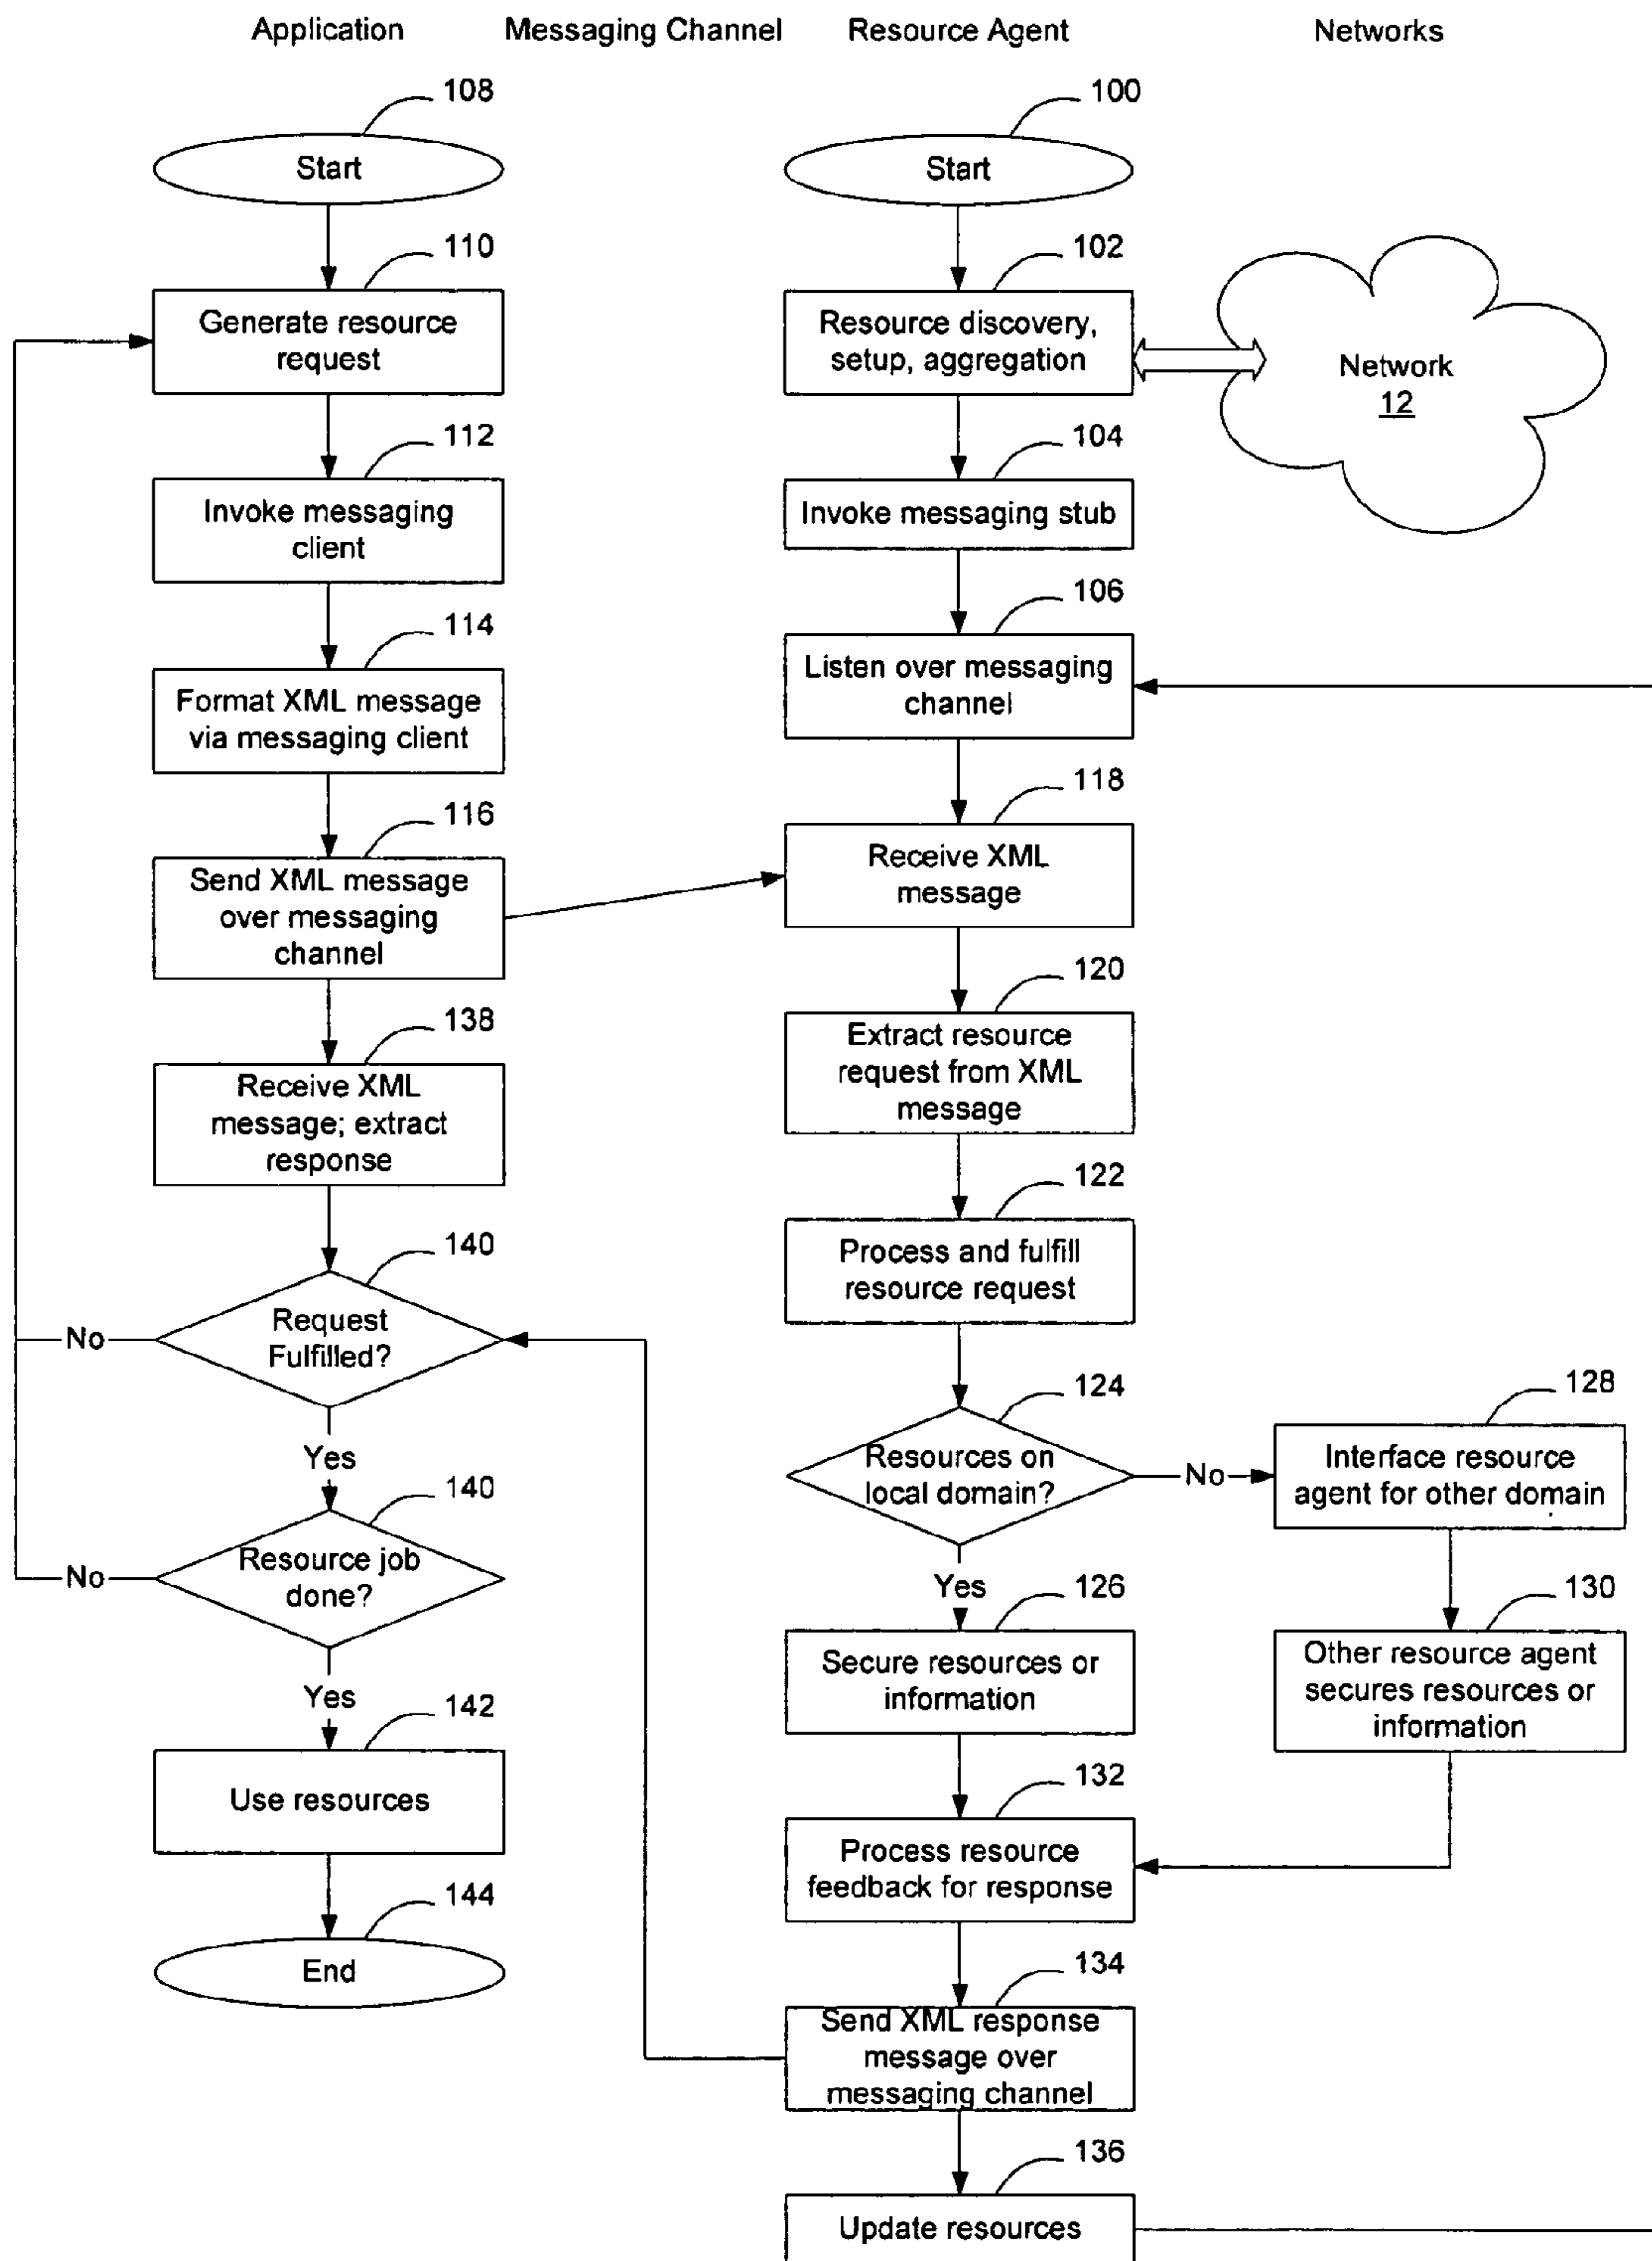 Application
Messaging Channel
Resource Agent
Networks
108
Start
110
Generate resource
request
112
Invoke messaging
client
114
Format XML message
via messaging client
116
Send XML message
over messaging
channel
138
Receive XML
message; extract
response
140
Request
Fulfilled?
No
Yes
140
Resource job
done?
No
Yes
142
Use resources
144
End
100
Start
102
Resource discovery,
setup, aggregation
Network
12
104
Invoke messaging stub
106
Listen over messaging
channel
118
Receive XML
message
120
Extract resource
request from XML
message
122
Process and fulfill
resource request
124
Resources on
local domain?
No
Yes
128
Interface resource
agent for other domain
126
Secure resources or
information
130
Other resource agent
secures resources or
information
132
Process resource
feedback for response
134
Send XML response
message over
messaging channel
136
Update resources